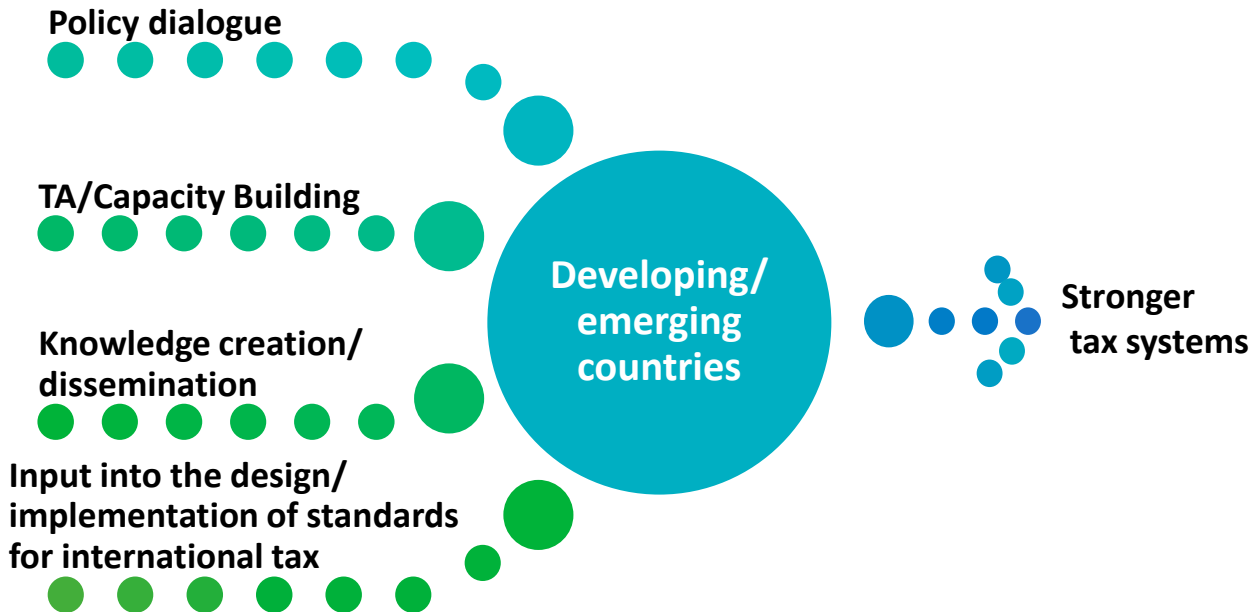 Policy dialogue
TA/Capacity Building
Knowledge creation/
dissemination
Input into the design/
implementation of standards
for international tax
Developing/
emerging
countries
Stronger
tax systems